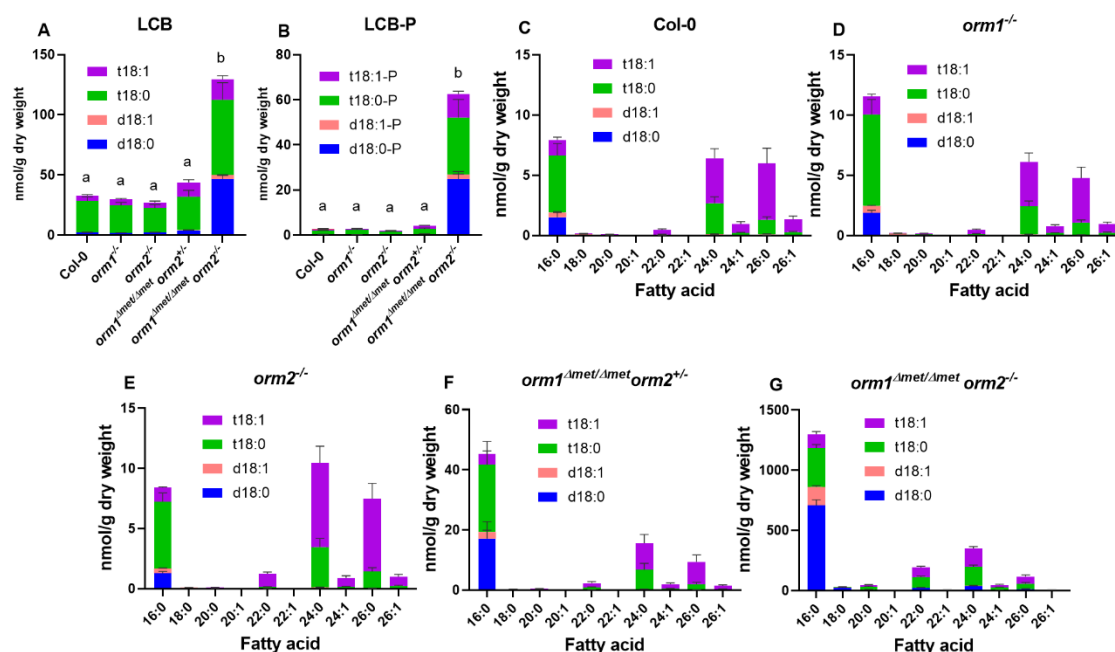 A
LCB
nmol/g dry weight
150
100
50
0
t18:1
t18:0
d18:1
d18:0
a
a
a
a
b
Col-0
orm1-/-
orm2-/-
orm1Δmet/Δmet orm2+/-
orm1Δmet/Δmet orm2-/-
B
LCB-P
nmol/g dry weight
80
60
40
20
0
t18:1-P
t18:0-P
d18:1-P
d18:0-P
a
a
a
a
b
Col-0
orm1-/-
orm2-/-
orm1Δmet/Δmet orm2+/-
orm1Δmet/Δmet orm2-/-
C
Col-0
nmol/g dry weight
15
10
5
0
t18:1
t18:0
d18:1
d18:0
16:0 18:0 20:0 20:1 22:0 22:1 24:0 24:1 26:0 26:1
Fatty acid
D
orm1-/-
nmol/g dry weight
15
10
5
0
t18:1
t18:0
d18:1
d18:0
16:0 18:0 20:0 20:1 22:0 22:1 24:0 24:1 26:0 26:1
Fatty acid
E
orm2-/-
nmol/g dry weight
15
10
5
0
t18:1
t18:0
d18:1
d18:0
16:0 18:0 20:0 20:1 22:0 22:1 24:0 24:1 26:0 26:1
Fatty acid
F
orm1Δmet/Δmet orm2+/-
nmol/g dry weight
60
40
20
0
t18:1
t18:0
d18:1
d18:0
16:0 18:0 20:0 20:1 22:0 22:1 24:0 24:1 26:0 26:1
Fatty acid
G
orm1Δmet/Δmet orm2-/-
nmol/g dry weight
1500
1000
500
0
t18:1
t18:0
d18:1
d18:0
16:0 18:0 20:0 20:1 22:0 22:1 24:0 24:1 26:0 26:1
Fatty acid